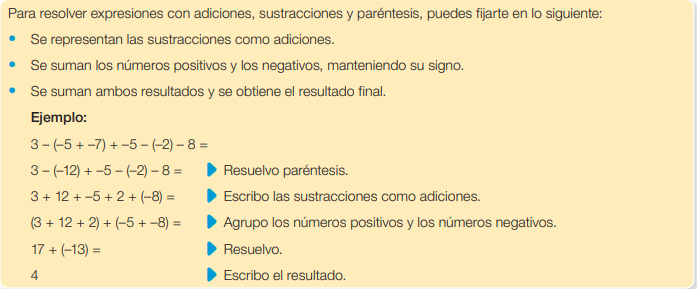 Para resolver expresiones con adiciones, sustracciones y paréntesis, puedes fijarte en lo siguiente:
• Se representan las sustracciones como adiciones.
• Se suman los números positivos y los negativos, manteniendo su signo.
• Se suman ambos resultados y se obtiene el resultado final.
Ejemplo:
3 – (–5 + –7) + –5 – (–2) – 8 =
3 – (–12) + –5 – (–2) – 8 = Resuelvo paréntesis.
3 + 12 + –5 + 2 + (–8) = Escribo las sustracciones como adiciones.
(3 + 12 + 2) + (–5 + –8) = Agrupo los números positivos y los números negativos.
17 + (–13) = Resuelvo.
4 Escribo el resultado.